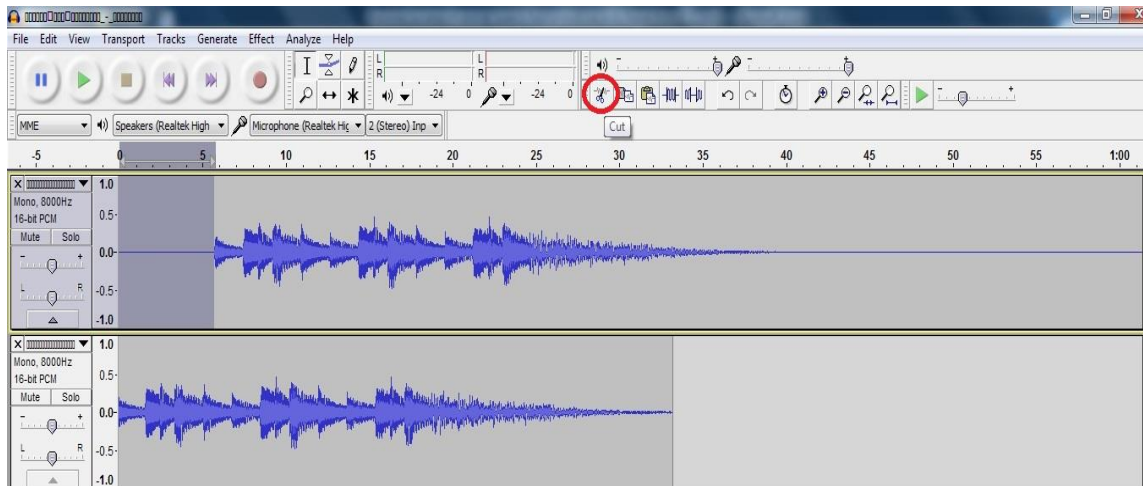 File Edit View Transport Tracks Generate Effect Analyze Help
L L
R R
-24 0 -24 0
Cut
MME Speakers (Realtek High Microphone (Realtek Hig 2 (Stereo) Inp
-5 0 5 10 15 20 25 30 35 40 45 50 55 1:00
X 1.0
Mono, 8000Hz
16-bit PCM 0.5
Mute Solo
- + 0.0
L R -0.5
-1.0
X 1.0
Mono, 8000Hz
16-bit PCM 0.5
Mute Solo
- + 0.0
L R -0.5
-1.0